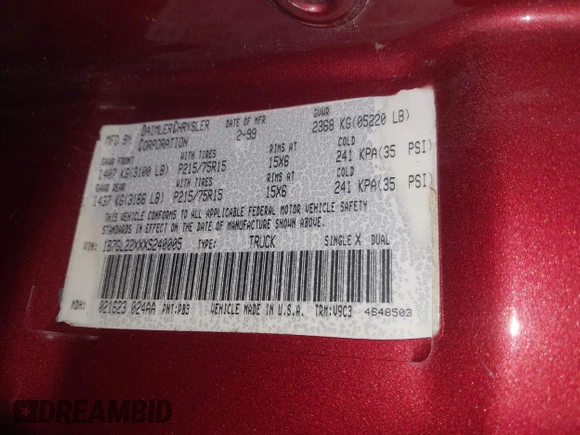 MFD. BY DAIMLERCHRYSLER CORPORATION DATE OF MFR 2-99 GVWR 2368 KG(05220 LB)
GAWR FRONT 1407 KG(3100 LB) WITH TIRES P215/75R15 RIMS AT 15X6 COLD 241 KPA(35 PSI)
GAWR REAR 1437 KG(3166 LB) WITH TIRES P215/75R15 RIMS AT 15X6 COLD 241 KPA(35 PSI)
THIS VEHICLE CONFORMS TO ALL APPLICABLE FEDERAL MOTOR VEHICLE SAFETY
STANDARDS IN EFFECT ON THE DATE OF MANUFACTURE SHOWN ABOVE.
VIN: 1B7GL22XXXS240005 TYPE: TRUCK SINGLE X DUAL
MDH: 021623 024AA PNT:PB3 VEHICLE MADE IN U.S.A. TRM:V9C3 4648503
DREAMBID